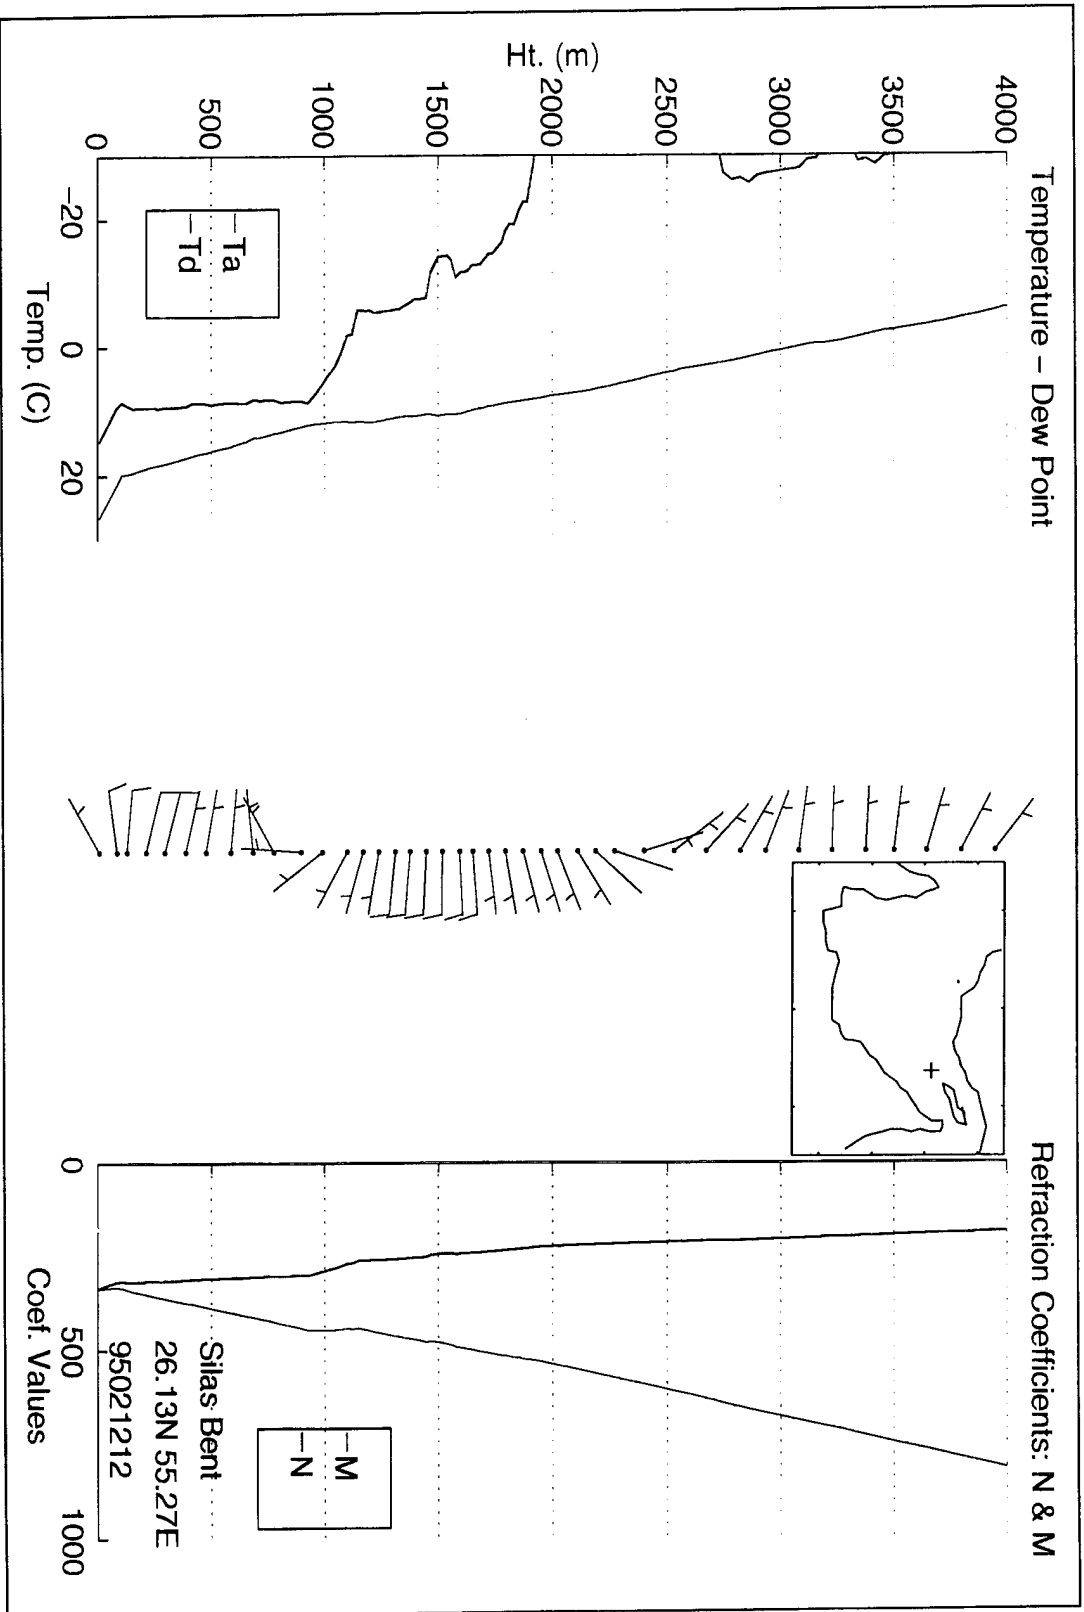 Temperature – Dew Point
Ht. (m)
4000
3500
3000
2500
2000
1500
1000
500
0
−20
0
20
Temp. (C)
Ta
Td
Refraction Coefficients: N & M
0
500
1000
Coef. Values
M
N
Silas Bent
26.13N 55.27E
95021212